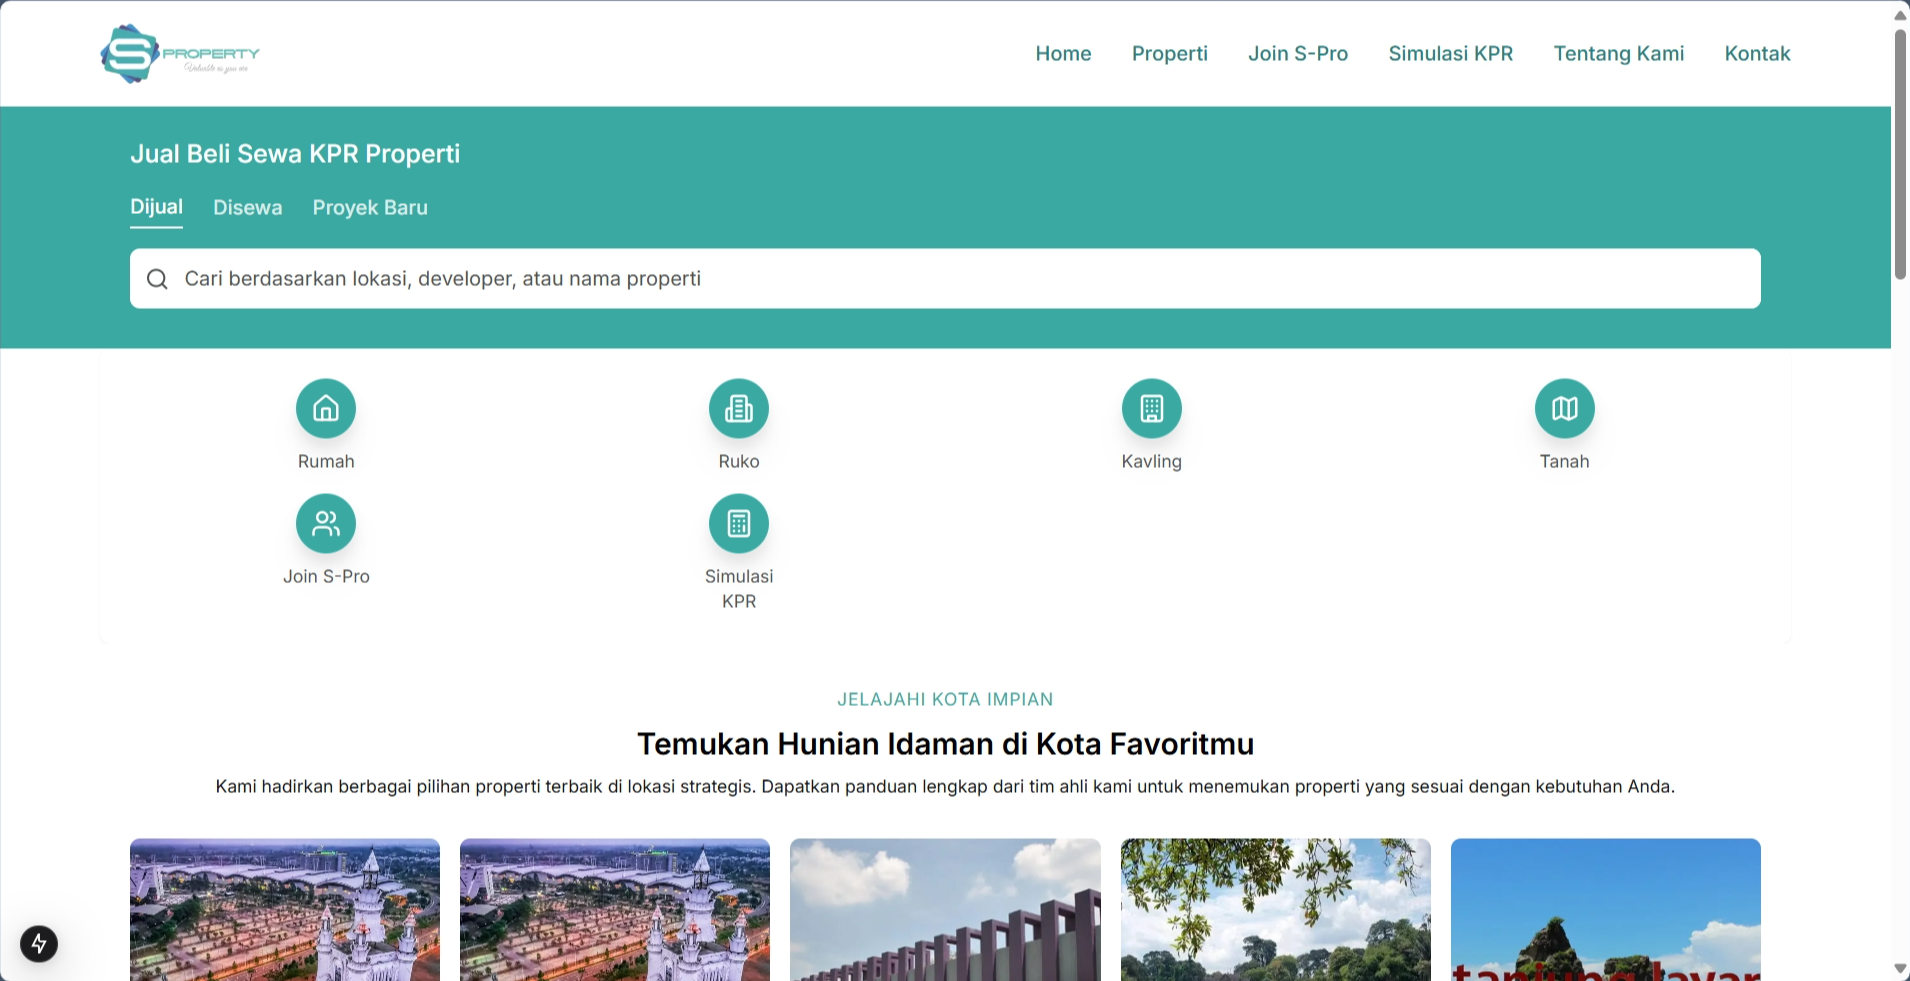 S PROPERTY
Valuable as you are
Home Properti Join S-Pro Simulasi KPR Tentang Kami Kontak
Jual Beli Sewa KPR Properti
Dijual Disewa Proyek Baru
Cari berdasarkan lokasi, developer, atau nama properti
Rumah Ruko Kavling Tanah
Join S-Pro Simulasi
KPR
JELAJAHI KOTA IMPIAN
Temukan Hunian Idaman di Kota Favoritmu
Kami hadirkan berbagai pilihan properti terbaik di lokasi strategis. Dapatkan panduan lengkap dari tim ahli kami untuk menemukan properti yang sesuai dengan kebutuhan Anda.
tanjung layar